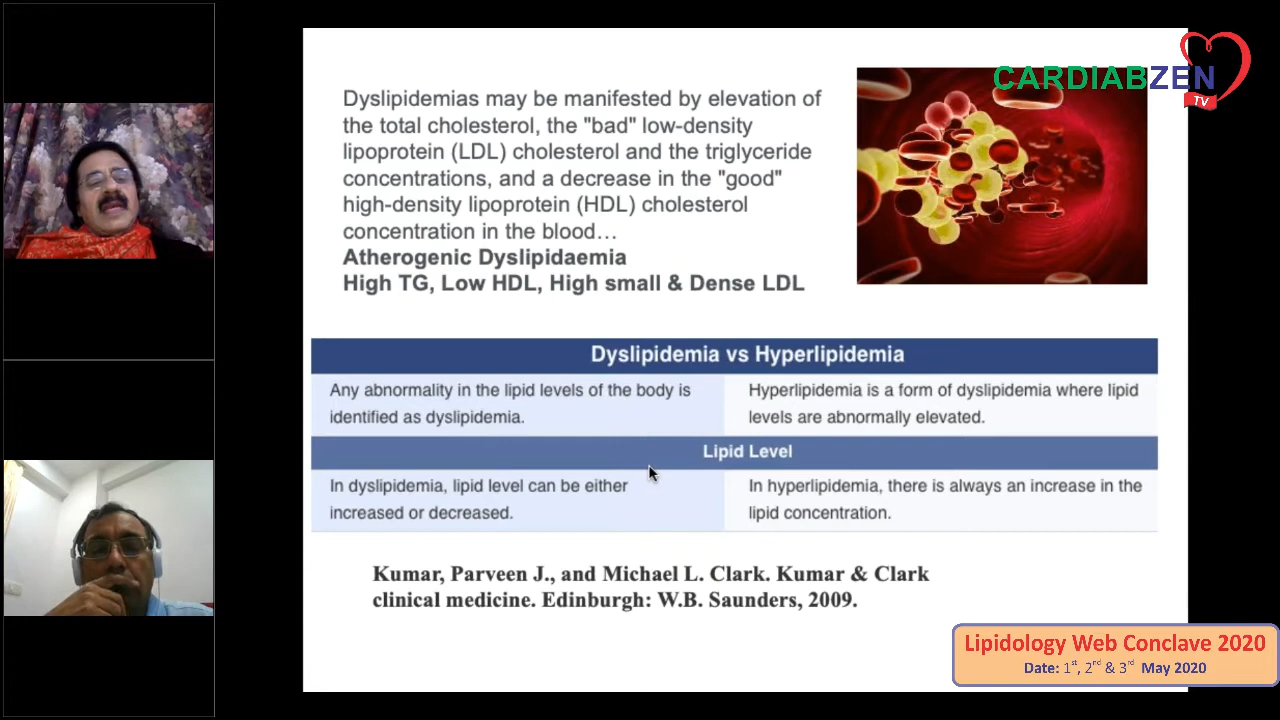 CARDIABZEN
TV
Dyslipidemias may be manifested by elevation of
the total cholesterol, the "bad" low-density
lipoprotein (LDL) cholesterol and the triglyceride
concentrations, and a decrease in the "good"
high-density lipoprotein (HDL) cholesterol
concentration in the blood…
Atherogenic Dyslipidaemia
High TG, Low HDL, High small & Dense LDL
Dyslipidemia vs Hyperlipidemia
Any abnormality in the lipid levels of the body is
identified as dyslipidemia.
Hyperlipidemia is a form of dyslipidemia where lipid
levels are abnormally elevated.
Lipid Level
In dyslipidemia, lipid level can be either
increased or decreased.
In hyperlipidemia, there is always an increase in the
lipid concentration.
Kumar, Parveen J., and Michael L. Clark. Kumar & Clark
clinical medicine. Edinburgh: W.B. Saunders, 2009.
Lipidology Web Conclave 2020
Date: 1st, 2nd & 3rd May 2020